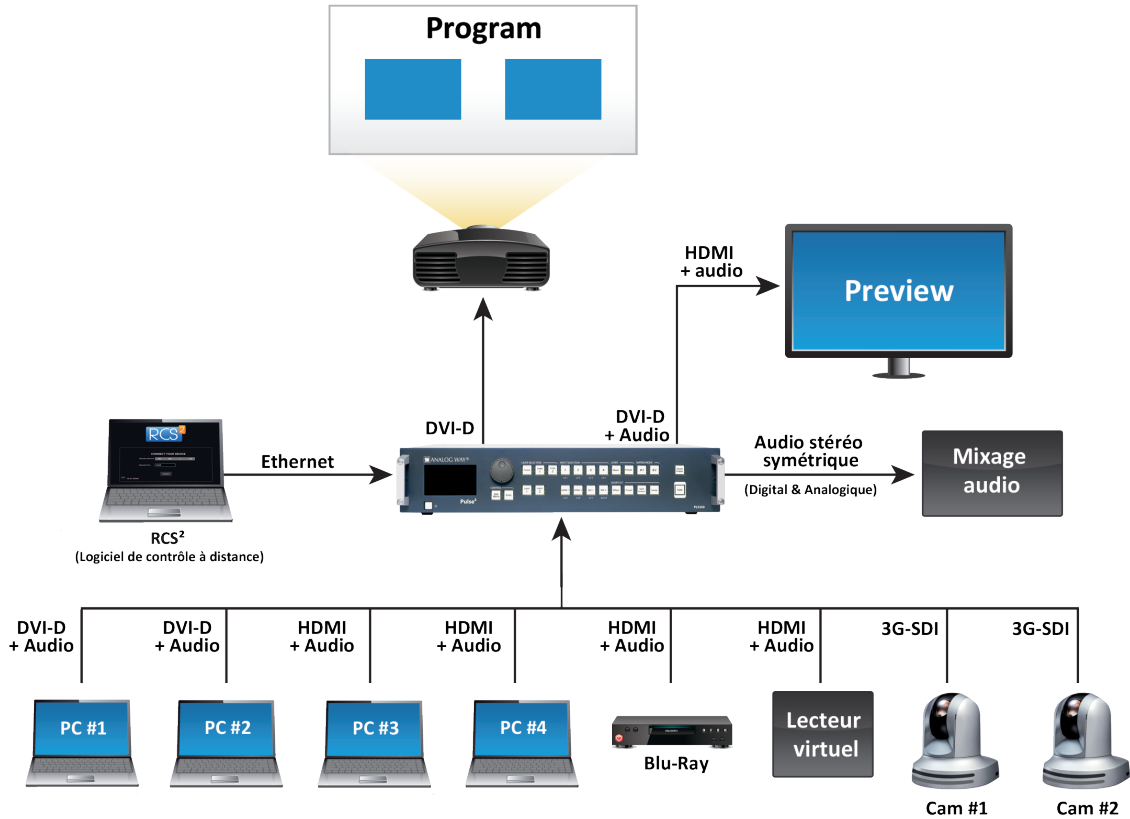 Program
HDMI
+ audio
Preview
DVI-D
DVI-D
+ Audio
RCS²
Ethernet
ANALOG WAY®
Pulse²
Audio stéréo
symétrique
(Digital & Analogique)
Mixage
audio
RCS²
(Logiciel de contrôle à distance)
DVI-D
+ Audio
DVI-D
+ Audio
HDMI
+ Audio
HDMI
+ Audio
HDMI
+ Audio
HDMI
+ Audio
3G-SDI
3G-SDI
PC #1
PC #2
PC #3
PC #4
Blu-Ray
Lecteur
virtuel
Cam #1
Cam #2